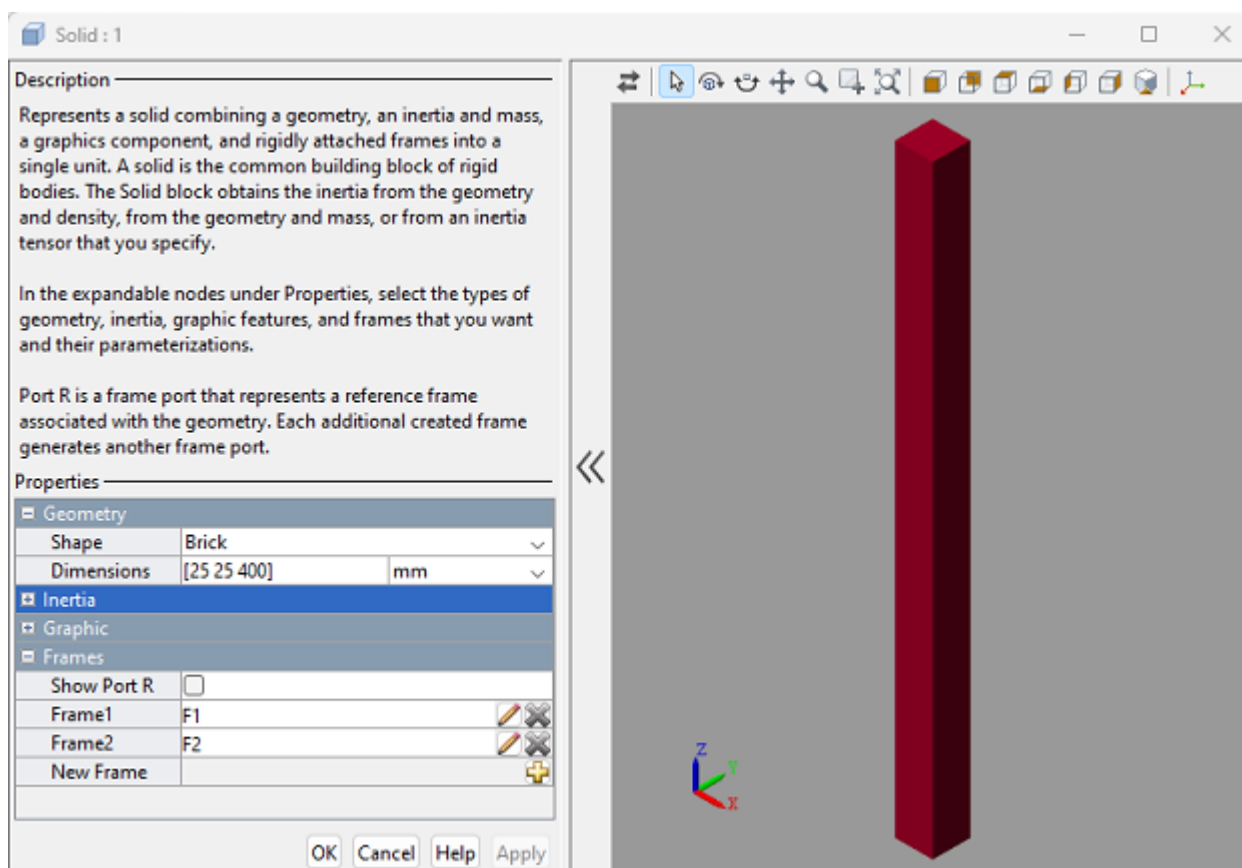 Solid : 1
Description
Represents a solid combining a geometry, an inertia and mass,
a graphics component, and rigidly attached frames into a
single unit. A solid is the common building block of rigid
bodies. The Solid block obtains the inertia from the geometry
and density, from the geometry and mass, or from an inertia
tensor that you specify.
In the expandable nodes under Properties, select the types of
geometry, inertia, graphic features, and frames that you want
and their parameterizations.
Port R is a frame port that represents a reference frame
associated with the geometry. Each additional created frame
generates another frame port.
Properties
Geometry
Shape Brick
Dimensions [25 25 400] mm
Inertia
Graphic
Frames
Show Port R
Frame1 F1
Frame2 F2
New Frame
OK Cancel Help Apply
Z
Y
X